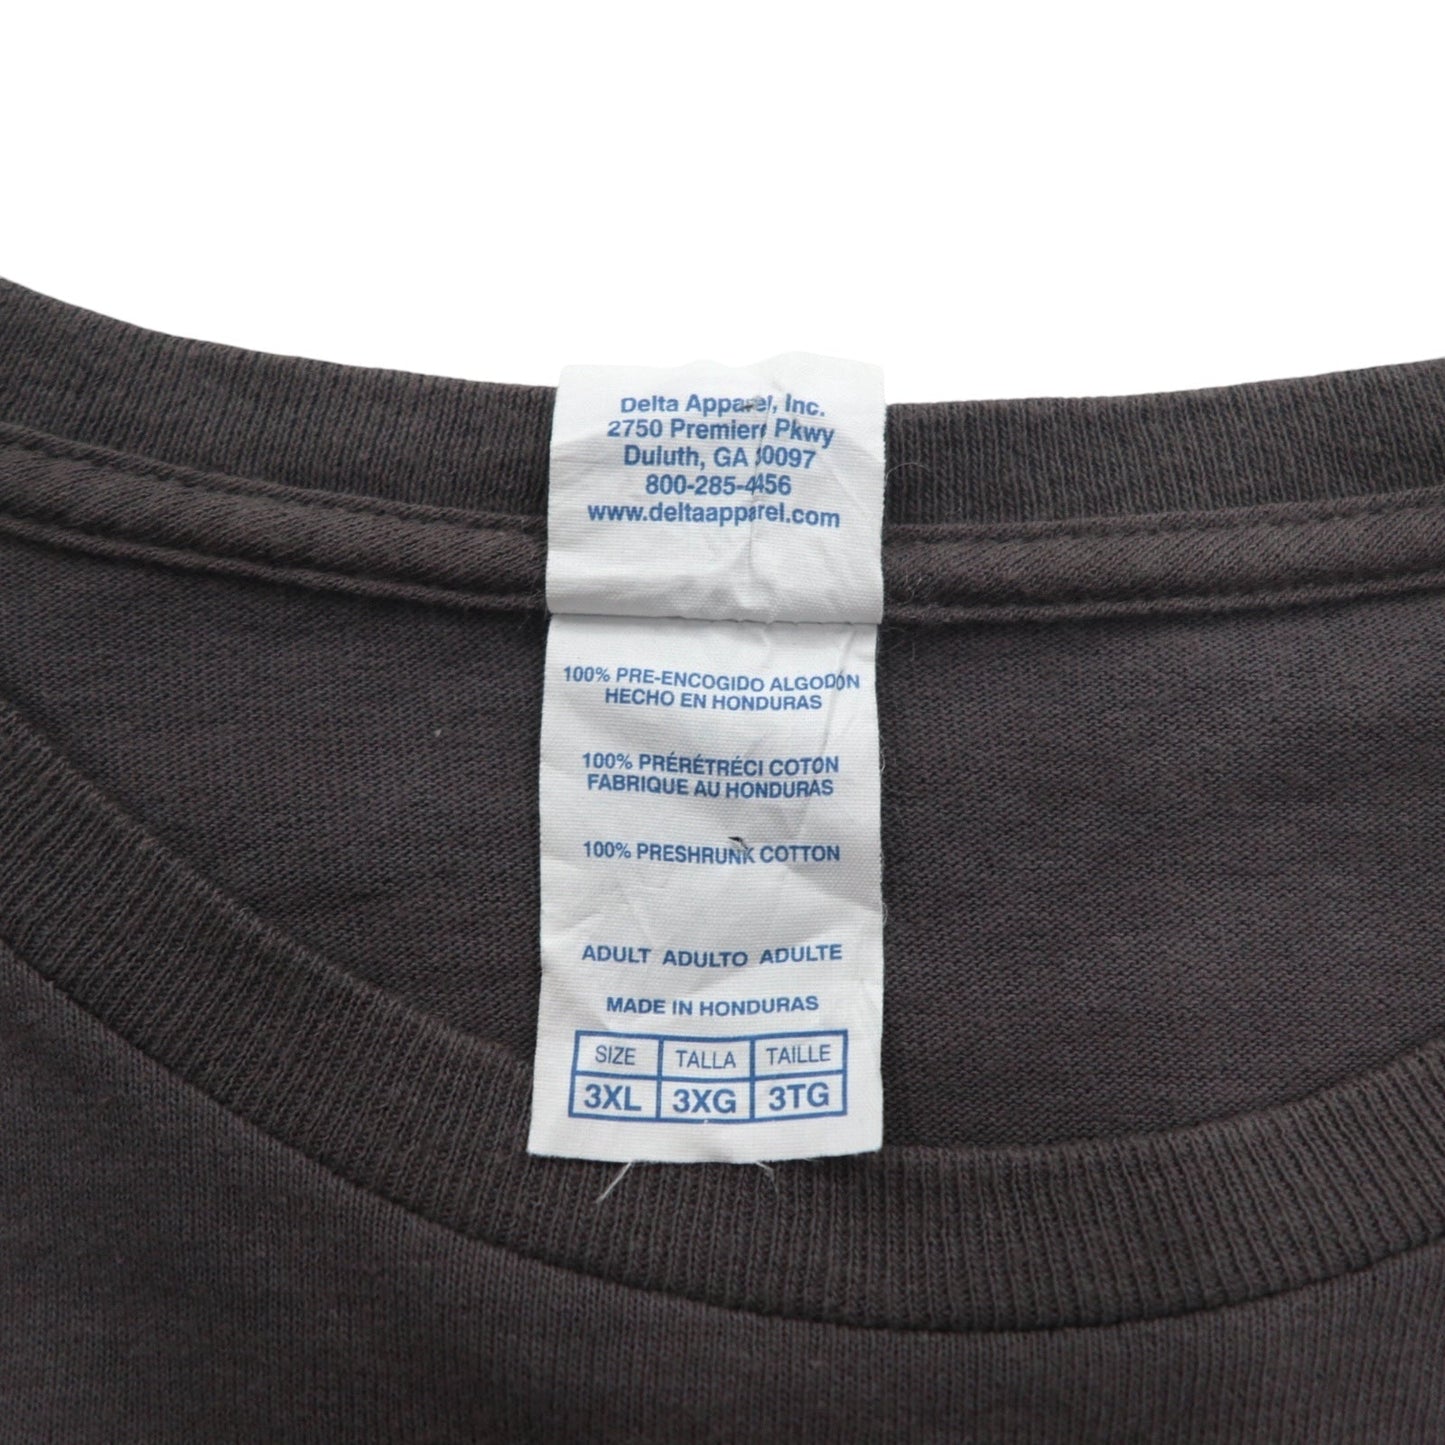 Delta Apparel, Inc.
2750 Premiere Pkwy
Duluth, GA 30097
800-285-4456
www.deltaapparel.com
100% PRE-ENCOGIDO ALGODÓN
HECHO EN HONDURAS
100% PRÉRÉTRÉCI COTON
FABRIQUE AU HONDURAS
100% PRESHRUNK COTTON
ADULT ADULTO ADULTE
MADE IN HONDURAS
SIZE TALLA TAILLE
3XL 3XG 3TG